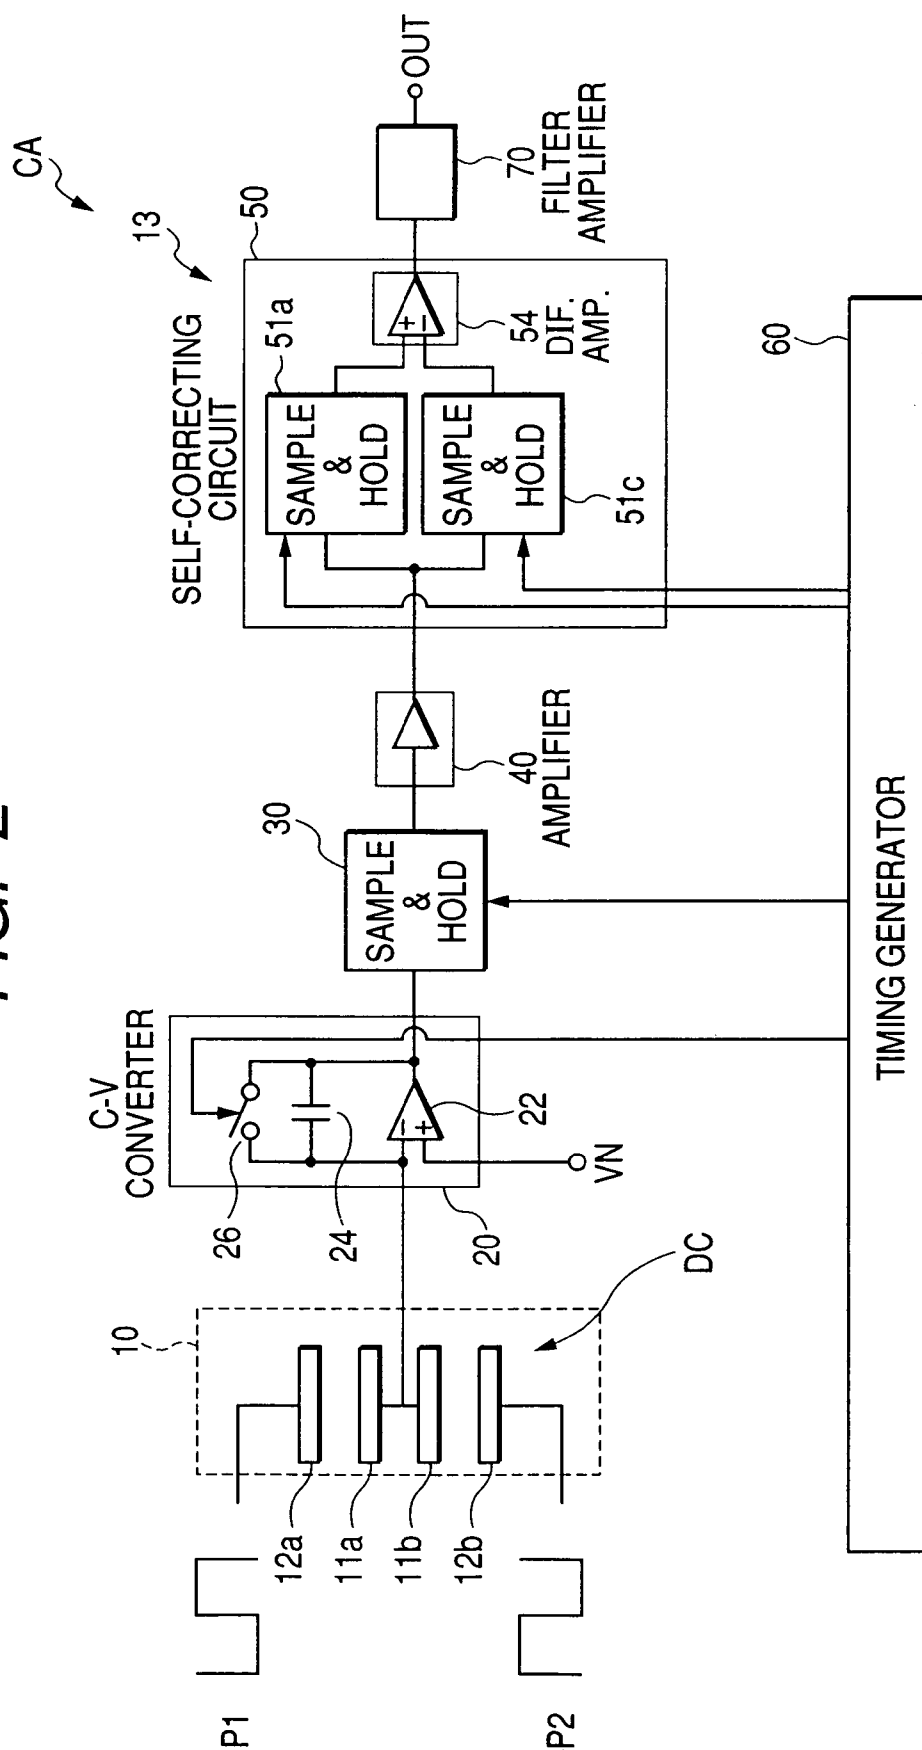 FIG. 2
CA
13
SELF-CORRECTING
CIRCUIT
50
51a
SAMPLE
&
HOLD
SAMPLE
&
HOLD
51c
+
−
54
DIF.
AMP.
70
FILTER
AMPLIFIER
OUT
40
AMPLIFIER
30
SAMPLE
&
HOLD
C-V
CONVERTER
26
24
22
−
+
20
VN
10
DC
12a
11a
11b
12b
P1
P2
60
TIMING GENERATOR